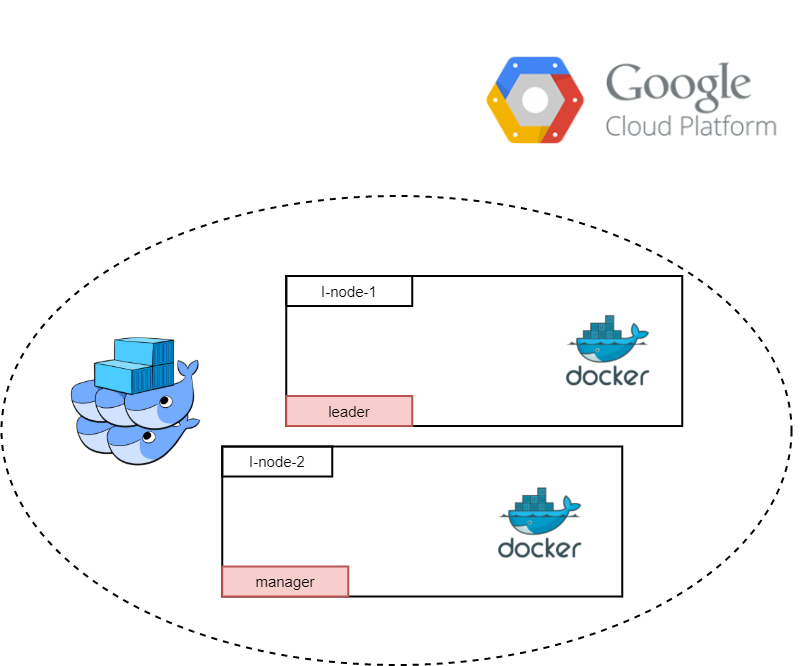 Google
Cloud Platform
l-node-1
docker
leader
l-node-2
docker
manager